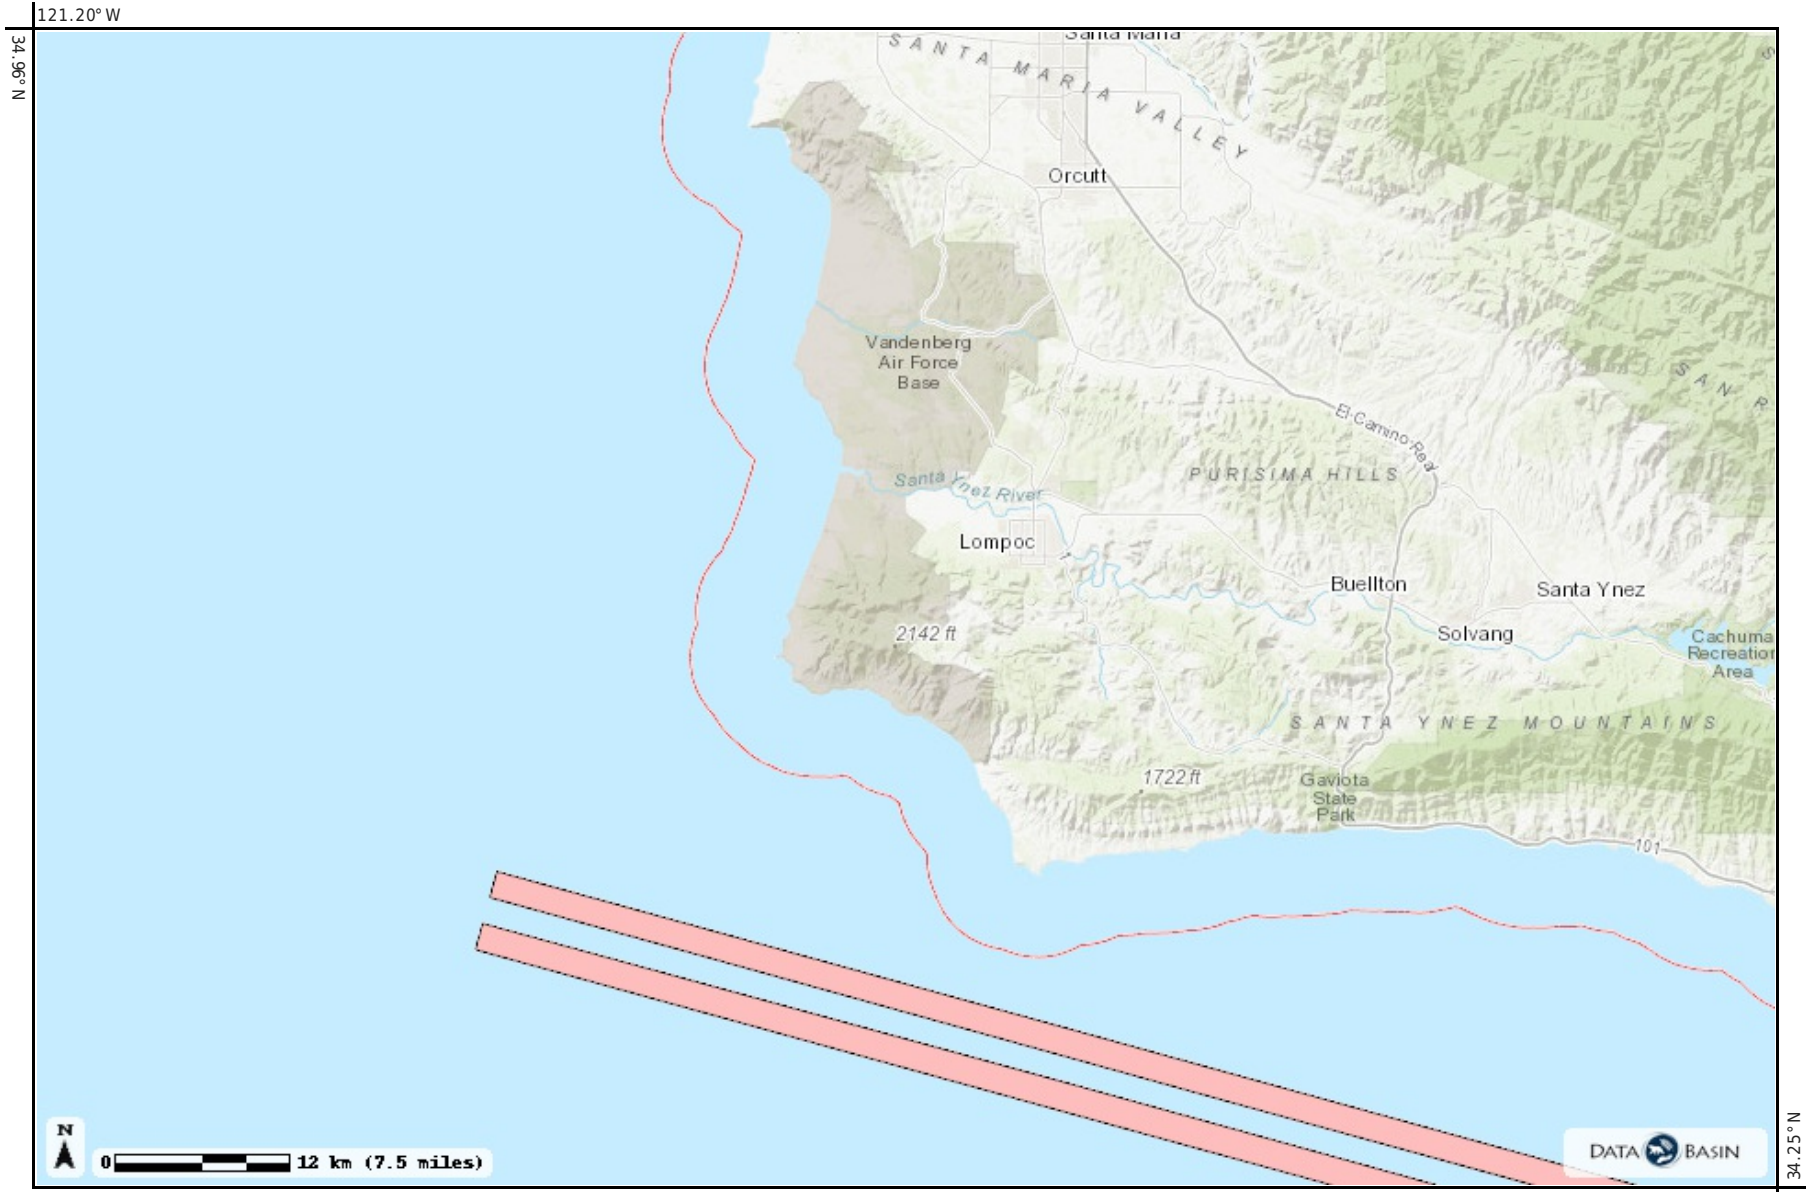 121.20° W
34.96° N
Santa Maria
SANTA MARIA VALLEY
S
Orcutt
Vandenberg
Air Force
Base
SAN R
El Camino Real
PURISIMA HILLS
Santa Ynez River
Lompoc
Buellton
Santa Ynez
2142 ft
Solvang
Cachuma
Recreation
Area
SANTA YNEZ MOUNTAINS
1722 ft
Gaviota
State
Park
101
N
0 12 km (7.5 miles)
DATA BASIN
34.25° N